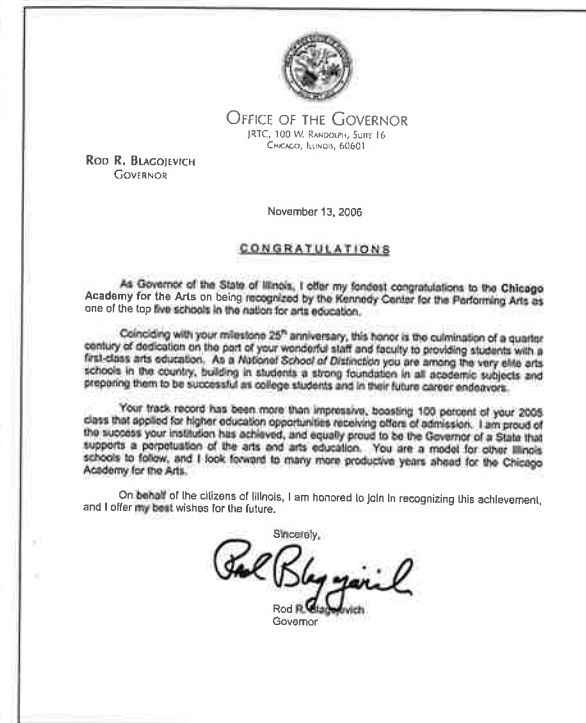 OFFICE OF THE GOVERNOR
JRTC, 100 W. RANDOLPH, SUITE 16
CHICAGO, ILLINOIS, 60601
ROD R. BLAGOJEVICH
GOVERNOR
November 13, 2006
CONGRATULATIONS
As Governor of the State of Illinois, I offer my fondest congratulations to the Chicago
Academy for the Arts on being recognized by the Kennedy Center for the Performing Arts as
one of the top five schools in the nation for arts education.
Coinciding with your milestone 25th anniversary, this honor is the culmination of a quarter
century of dedication on the part of your wonderful staff and faculty to providing students with a
first-class arts education. As a National School of Distinction you are among the very elite arts
schools in the country, building in students a strong foundation in all academic subjects and
preparing them to be successful as college students and in their future career endeavors.
Your track record has been more than impressive, boasting 100 percent of your 2005
class that applied for higher education opportunities receiving offers of admission. I am proud of
the success your institution has achieved, and equally proud to be the Governor of a State that
supports a perpetuation of the arts and arts education. You are a model for other Illinois
schools to follow, and I look forward to many more productive years ahead for the Chicago
Academy for the Arts.
On behalf of the citizens of Illinois, I am honored to join in recognizing this achievement,
and I offer my best wishes for the future.
Sincerely,
Rod Blagojevich
Rod R. Blagojevich
Governor